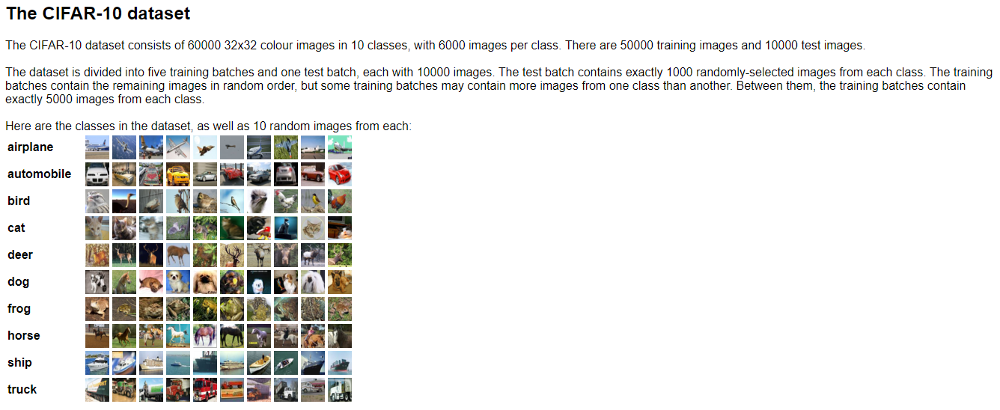 The CIFAR-10 dataset
The CIFAR-10 dataset consists of 60000 32x32 colour images in 10 classes, with 6000 images per class. There are 50000 training images and 10000 test images.
The dataset is divided into five training batches and one test batch, each with 10000 images. The test batch contains exactly 1000 randomly-selected images from each class. The training
batches contain the remaining images in random order, but some training batches may contain more images from one class than another. Between them, the training batches contain
exactly 5000 images from each class.
Here are the classes in the dataset, as well as 10 random images from each:
airplane
automobile
bird
cat
deer
dog
frog
horse
ship
truck